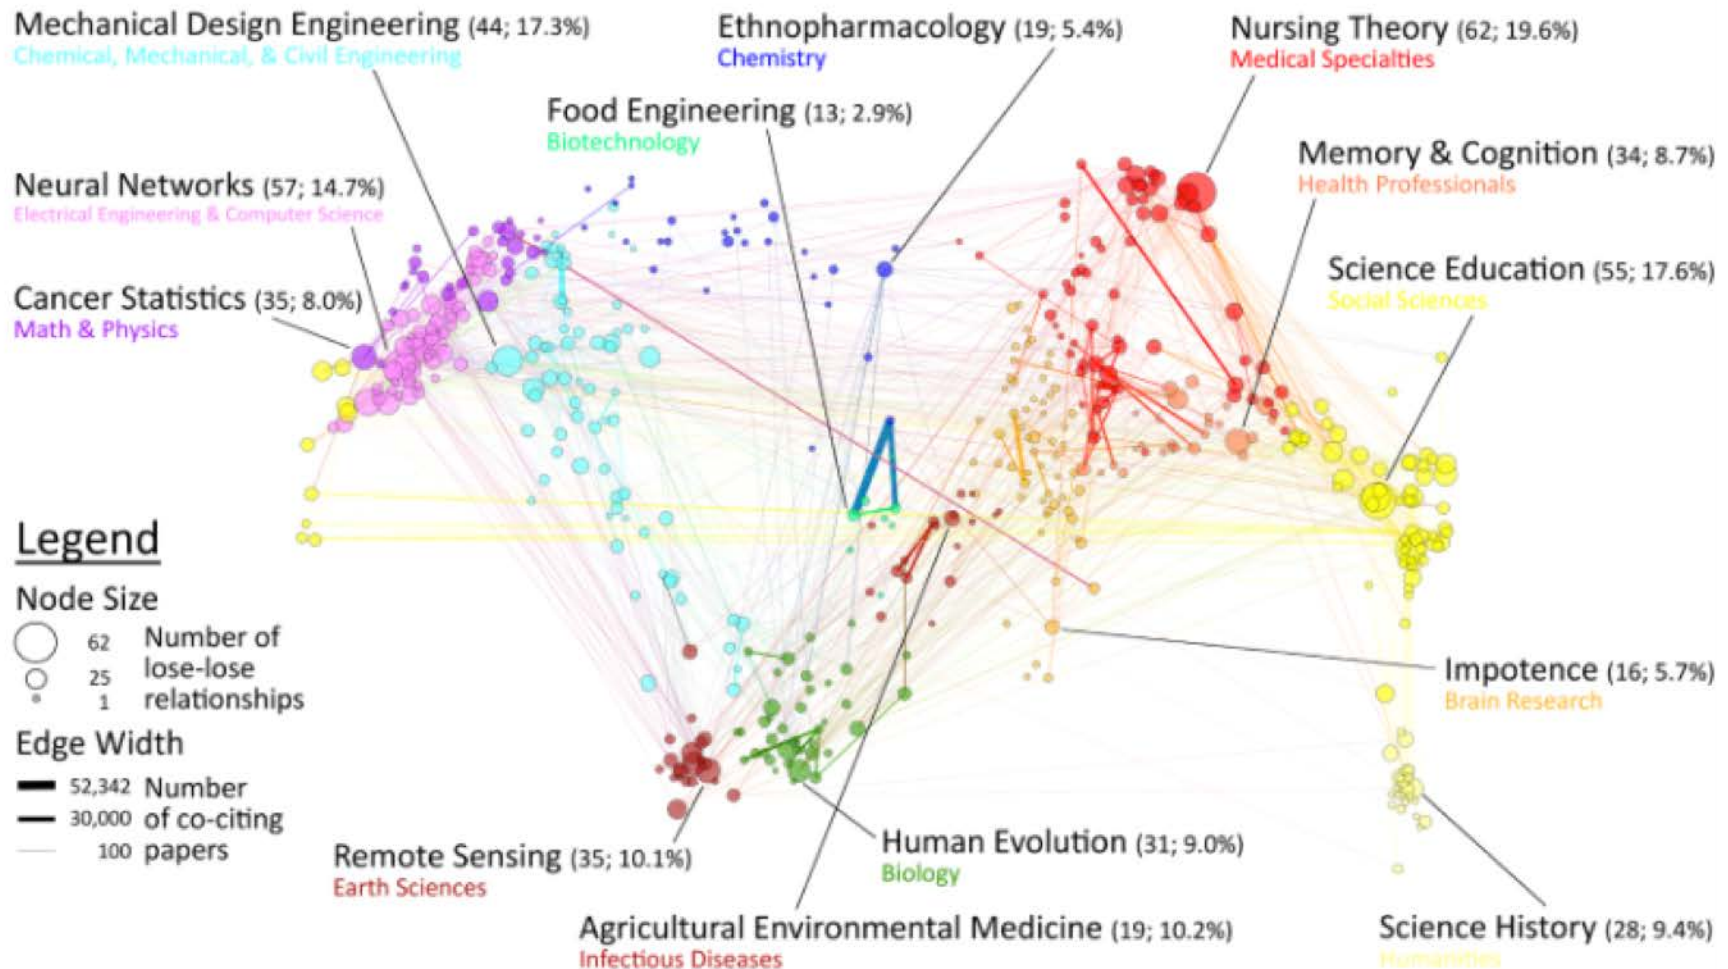 Mechanical Design Engineering (44; 17.3%)
Chemical, Mechanical, & Civil Engineering
Ethnopharmacology (19; 5.4%)
Chemistry
Nursing Theory (62; 19.6%)
Medical Specialties
Food Engineering (13; 2.9%)
Biotechnology
Memory & Cognition (34; 8.7%)
Health Professionals
Neural Networks (57; 14.7%)
Electrical Engineering & Computer Science
Science Education (55; 17.6%)
Social Sciences
Cancer Statistics (35; 8.0%)
Math & Physics
Legend
Node Size
62
25
1
Number of
lose-lose
relationships
Edge Width
52,342
30,000
100
Number
of co-citing
papers
Impotence (16; 5.7%)
Brain Research
Remote Sensing (35; 10.1%)
Earth Sciences
Human Evolution (31; 9.0%)
Biology
Agricultural Environmental Medicine (19; 10.2%)
Infectious Diseases
Science History (28; 9.4%)
Humanities